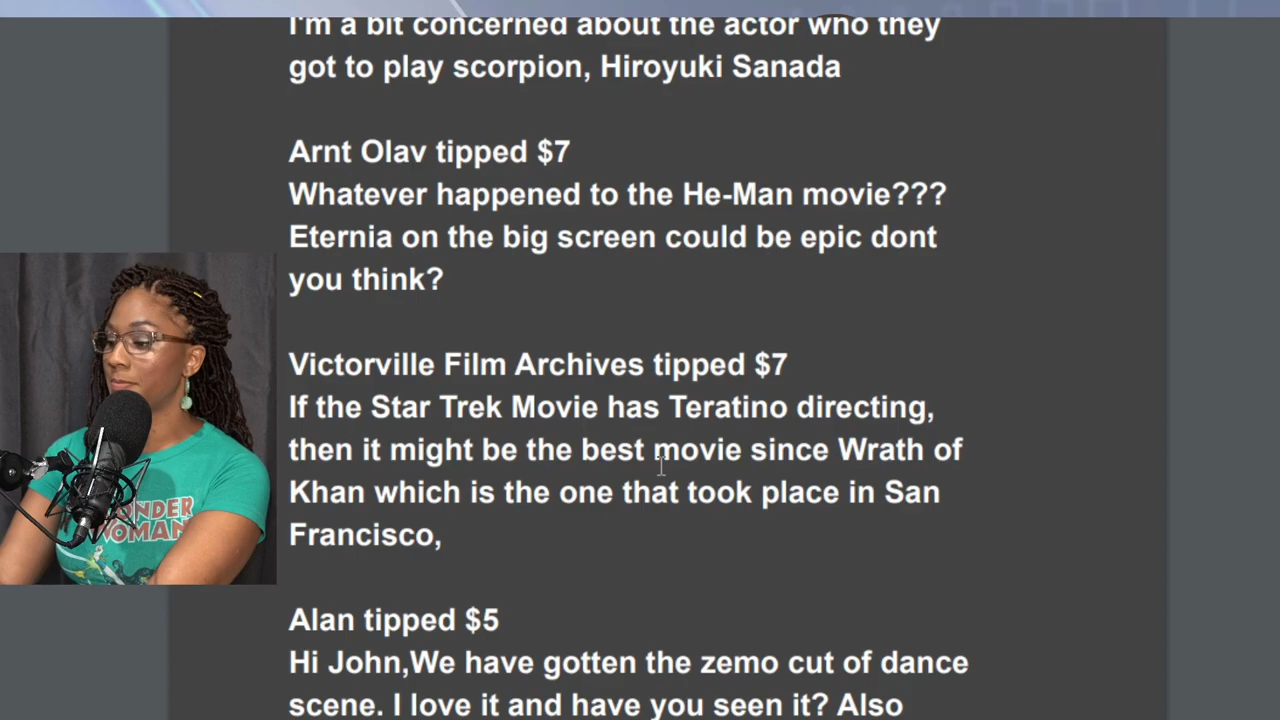 I'm a bit concerned about the actor who they
got to play scorpion, Hiroyuki Sanada
Arnt Olav tipped $7
Whatever happened to the He-Man movie???
Eternia on the big screen could be epic dont
you think?
Victorville Film Archives tipped $7
If the Star Trek Movie has Teratino directing,
then it might be the best movie since Wrath of
Khan which is the one that took place in San
Francisco,
Alan tipped $5
Hi John,We have gotten the zemo cut of dance
scene. I love it and have you seen it? Also
WONDER
WOMAN